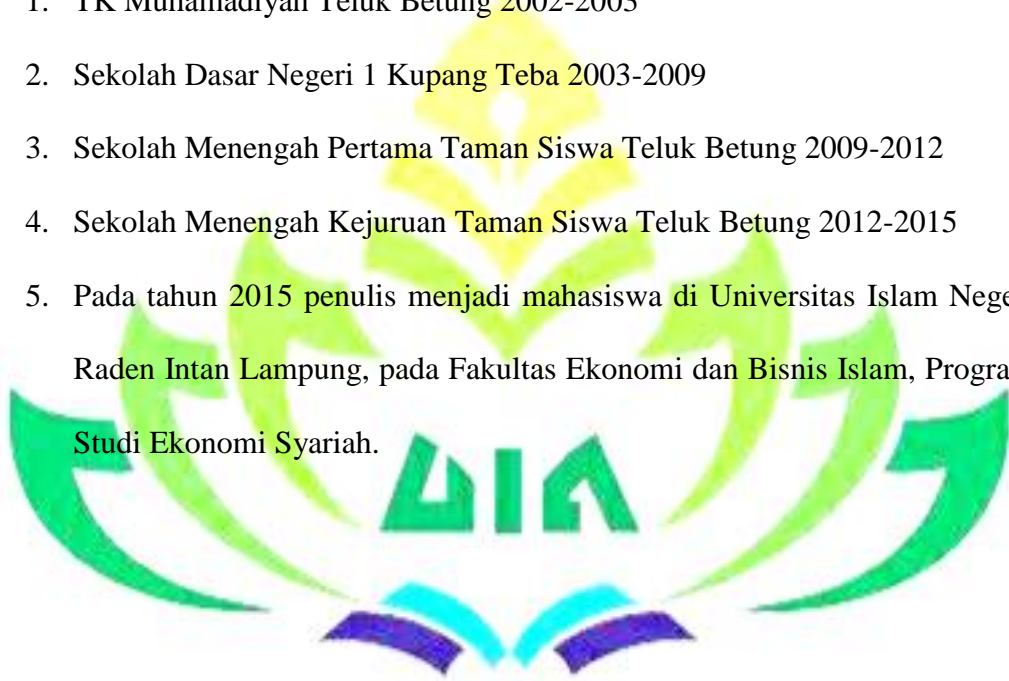 1. TK Muhamadiyah Teluk Betung 2002-2003
2. Sekolah Dasar Negeri 1 Kupang Teba 2003-2009
3. Sekolah Menengah Pertama Taman Siswa Teluk Betung 2009-2012
4. Sekolah Menengah Kejuruan Taman Siswa Teluk Betung 2012-2015
5. Pada tahun 2015 penulis menjadi mahasiswa di Universitas Islam Nege
Raden Intan Lampung, pada Fakultas Ekonomi dan Bisnis Islam, Progra
Studi Ekonomi Syariah.
UIN